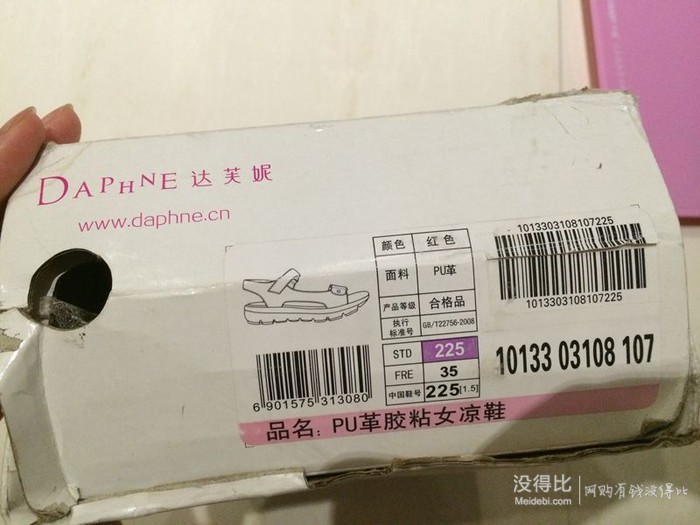 DAPHNE 达芙妮
www.daphne.cn
颜色 红色
面料 PU革
产品等级 合格品
执行标准号 GB/T22756-2008
STD 225
FRE 35
中国鞋号 225[1.5]
6 901575 313080
1013303108107225
1013303108107225
10133 03108 107
品名: PU革胶粘女凉鞋
没得比
Meidebi.com
网购有钱没得比